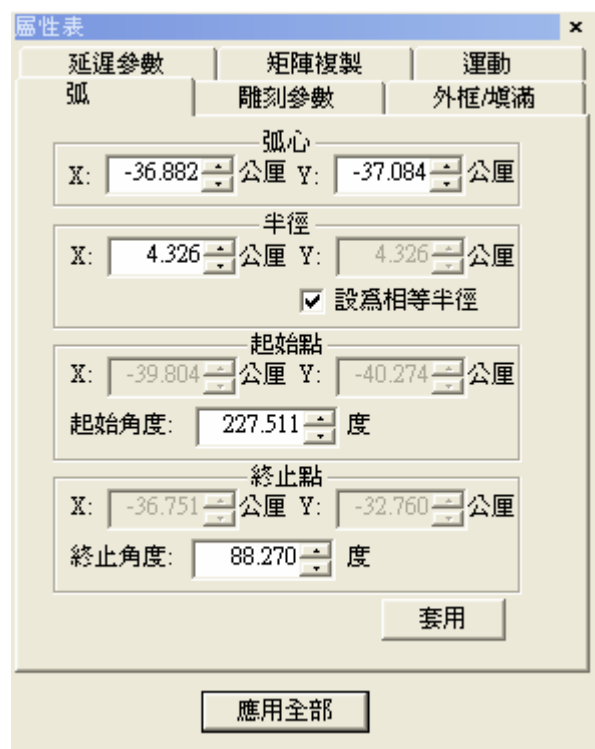 屬性表
延遲參數 矩陣複製 運動
弧 雕刻參數 外框/填滿
弧心
X: -36.882 公厘 Y: -37.084 公厘
半徑
X: 4.326 公厘 Y: 4.326 公厘
設為相等半徑
起始點
X: -39.804 公厘 Y: -40.274 公厘
起始角度: 227.511 度
終止點
X: -36.751 公厘 Y: -32.760 公厘
終止角度: 88.270 度
套用
應用全部